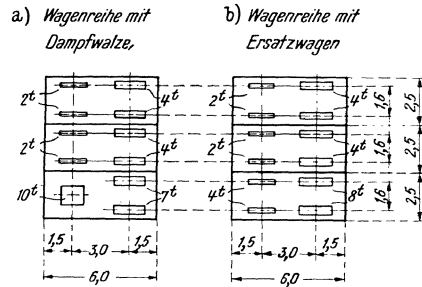 a) Wagenreihe mit
Dampfwalze,
b) Wagenreihe mit
Ersatzwagen
2t 4t 2t 4t 1,6 2,5
2t 4t 2t 4t 1,6 2,5
10t 7t 4t 8t 1,6 2,5
1,5 3,0 1,5 1,5 3,0 1,5
6,0 6,0